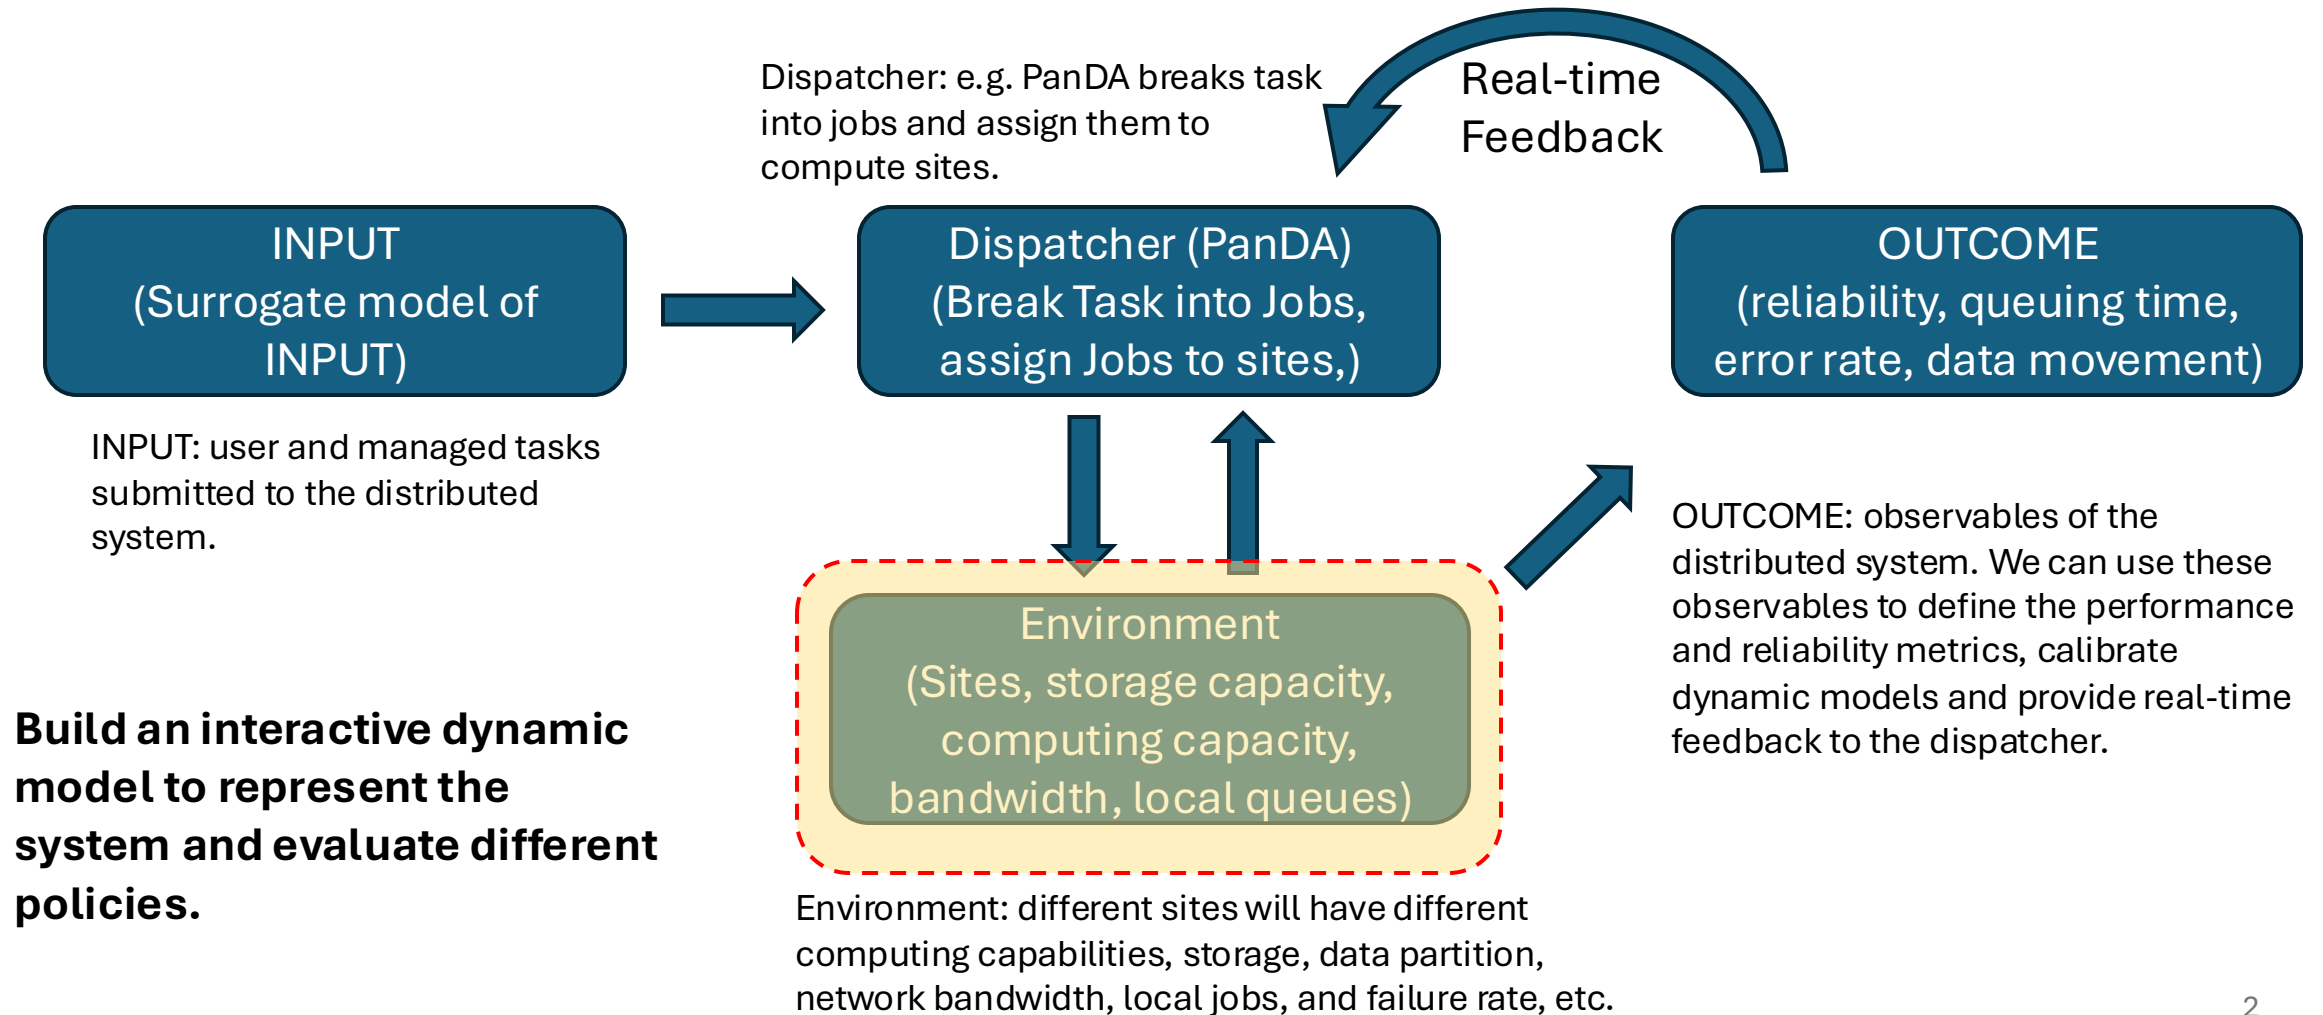 Dispatcher: e.g. PanDA breaks task
into jobs and assign them to
compute sites.
Real-time
Feedback
INPUT
(Surrogate model of
INPUT)
Dispatcher (PanDA)
(Break Task into Jobs,
assign Jobs to sites,)
OUTCOME
(reliability, queuing time,
error rate, data movement)
INPUT: user and managed tasks
submitted to the distributed
system.
OUTCOME: observables of the
distributed system. We can use these
observables to define the performance
and reliability metrics, calibrate
dynamic models and provide real-time
feedback to the dispatcher.
Environment
(Sites, storage capacity,
computing capacity,
bandwidth, local queues)
Build an interactive dynamic
model to represent the
system and evaluate different
policies.
Environment: different sites will have different
computing capabilities, storage, data partition,
network bandwidth, local jobs, and failure rate, etc.
2